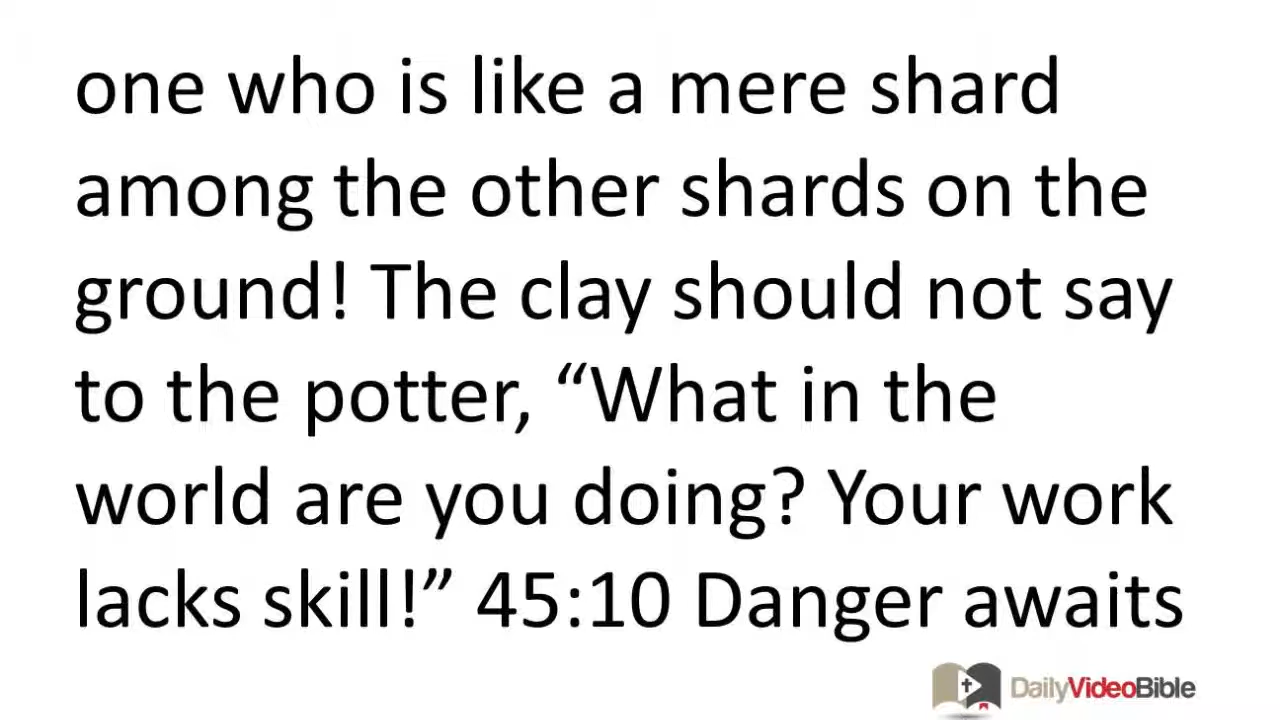 one who is like a mere shard
among the other shards on the
ground! The clay should not say
to the potter, “What in the
world are you doing? Your work
lacks skill!” 45:10 Danger awaits
DailyVideoBible